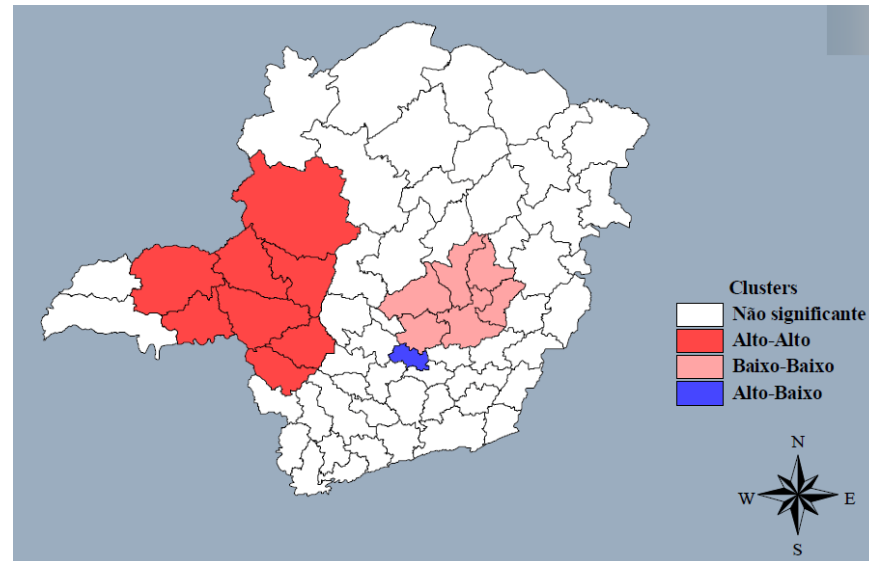 Clusters
Não significante
Alto-Alto
Baixo-Baixo
Alto-Baixo
N
W E
S